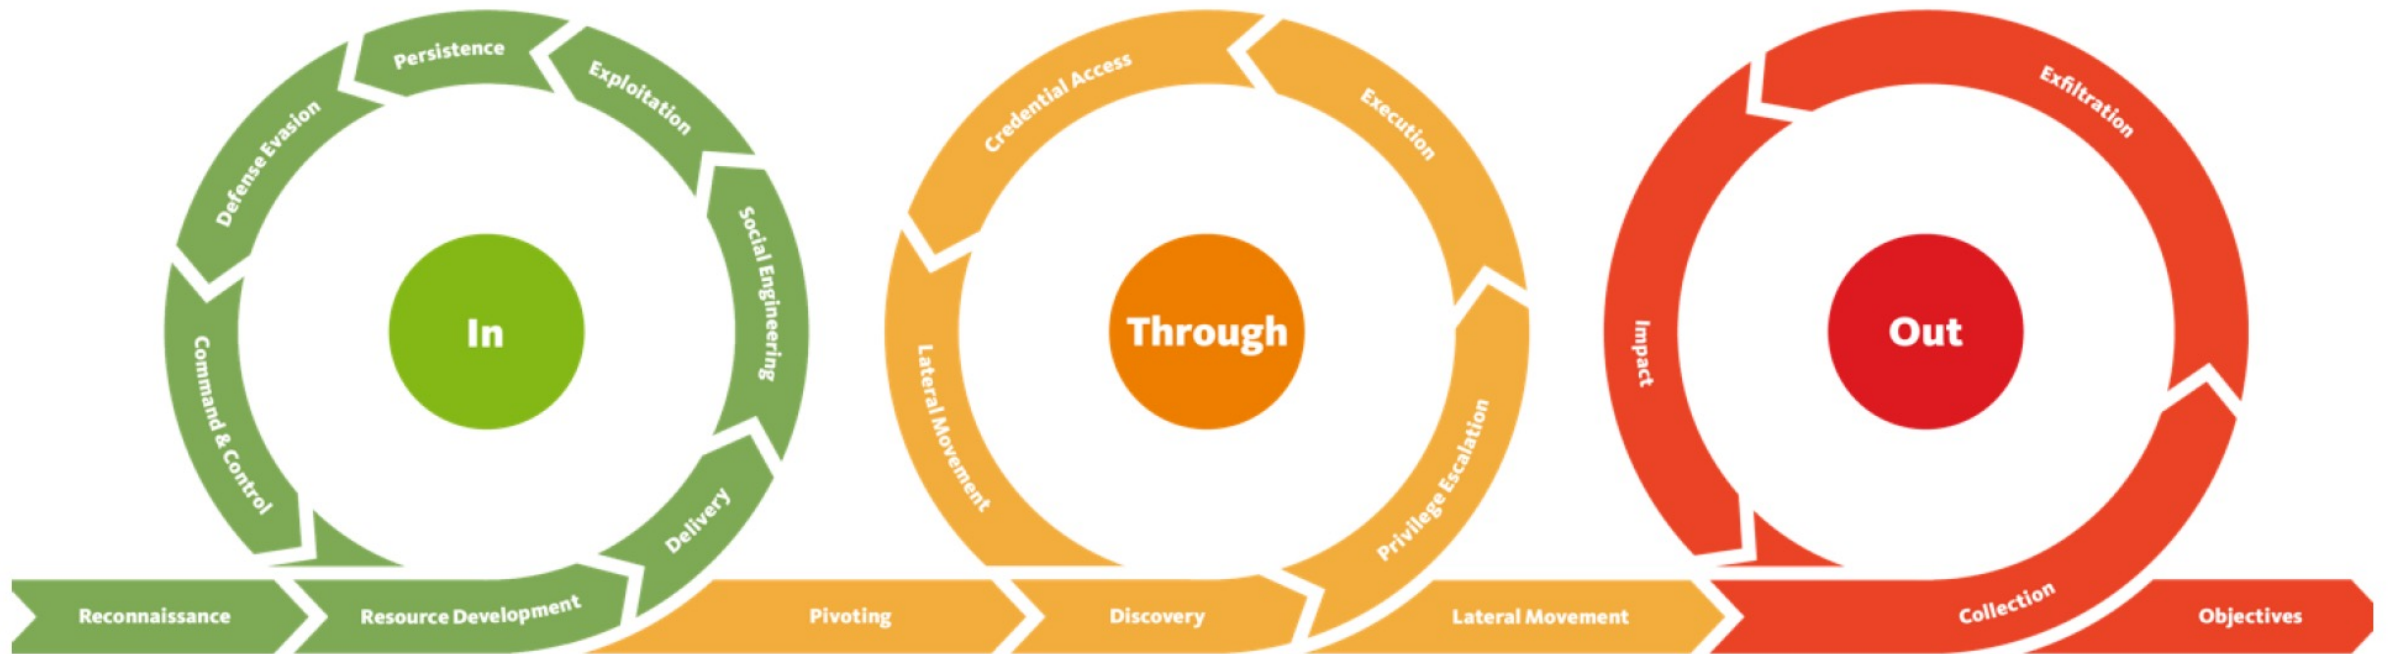 Reconnaissance
Resource Development
Delivery
Social Engineering
Exploitation
Persistence
Defense Evasion
Command & Control
In
Pivoting
Discovery
Privilege Escalation
Execution
Credential Access
Lateral Movement
Through
Lateral Movement
Collection
Exfiltration
Impact
Out
Objectives